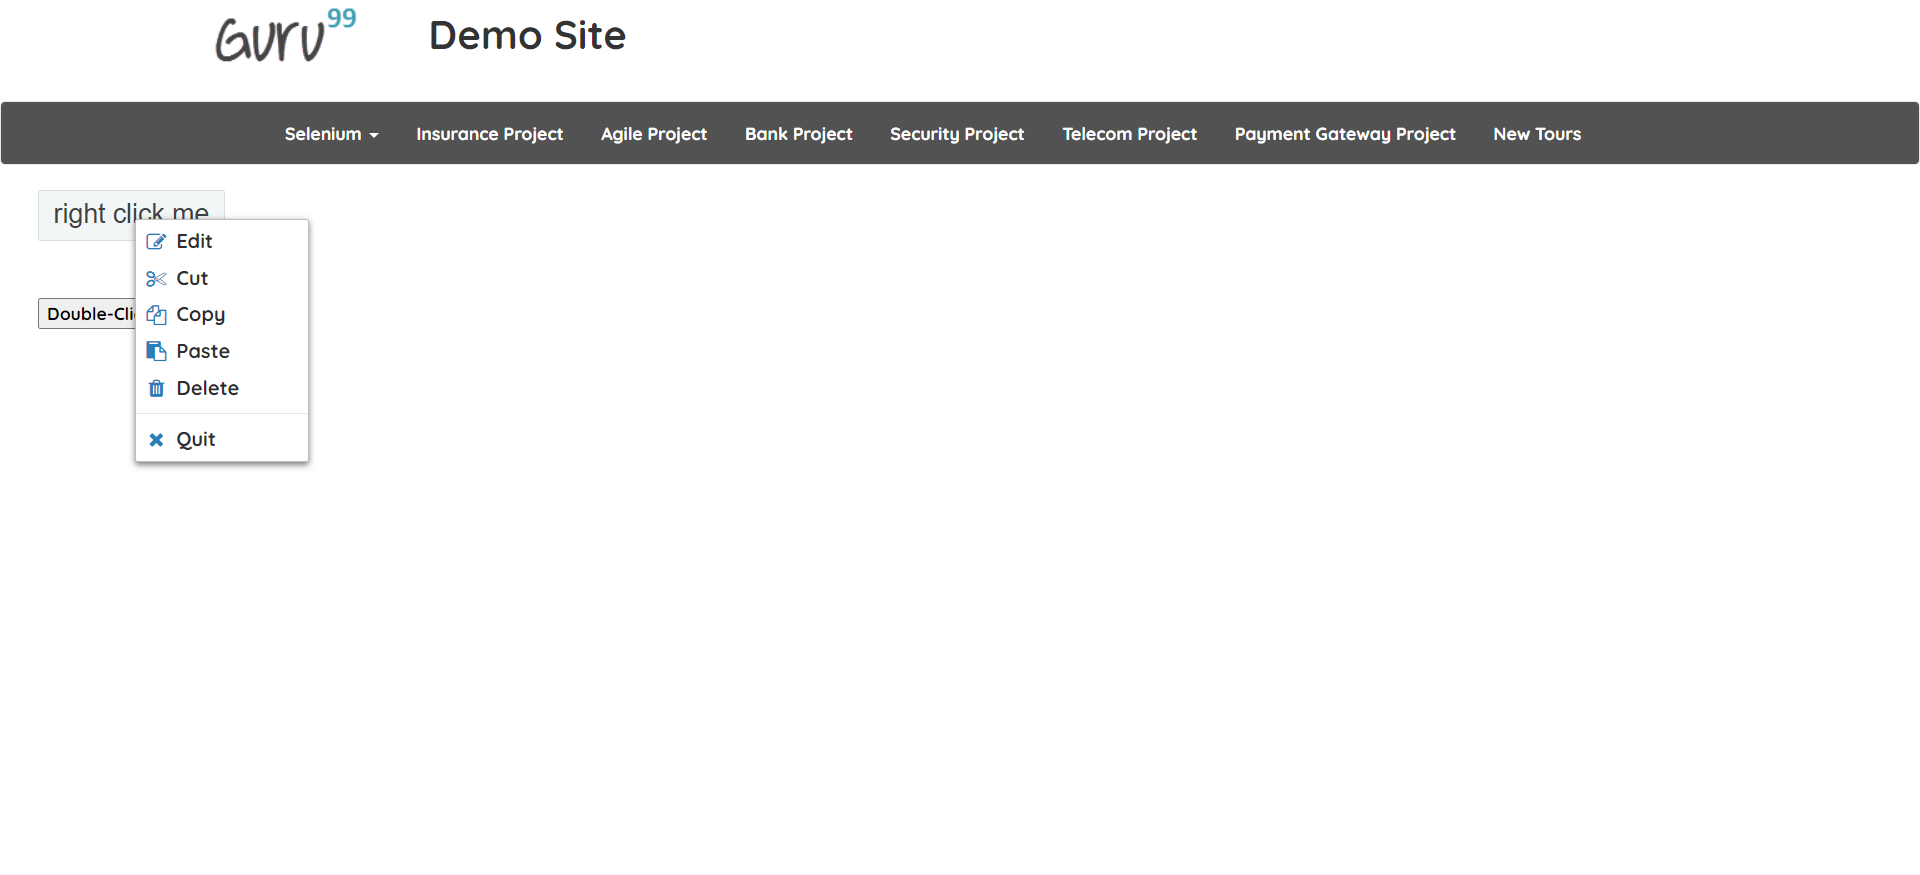 Guru99
Demo Site
Selenium
Insurance Project
Agile Project
Bank Project
Security Project
Telecom Project
Payment Gateway Project
New Tours
right click me
Edit
Cut
Double-Cli
Copy
Paste
Delete
Quit